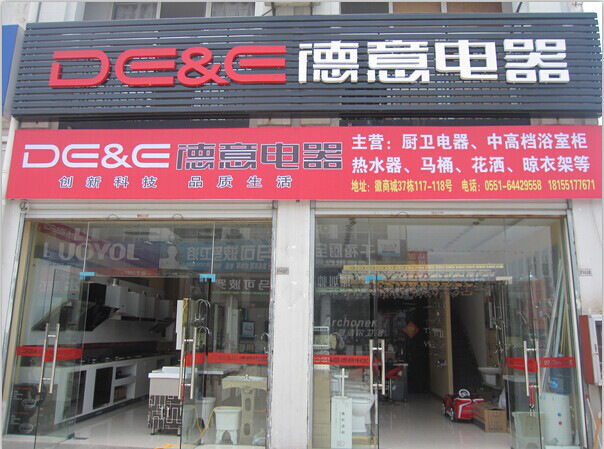 DE&E 德意电器
DE&E 德意电器
创新科技 品质生活
主营：厨卫电器、中高档浴室柜
热水器、马桶、花洒、晾衣架等
地址：徽商城37栋117-118号 电话：0551-64429558 18155177671
LUOYOL
Archoner
DE&E
DE&E